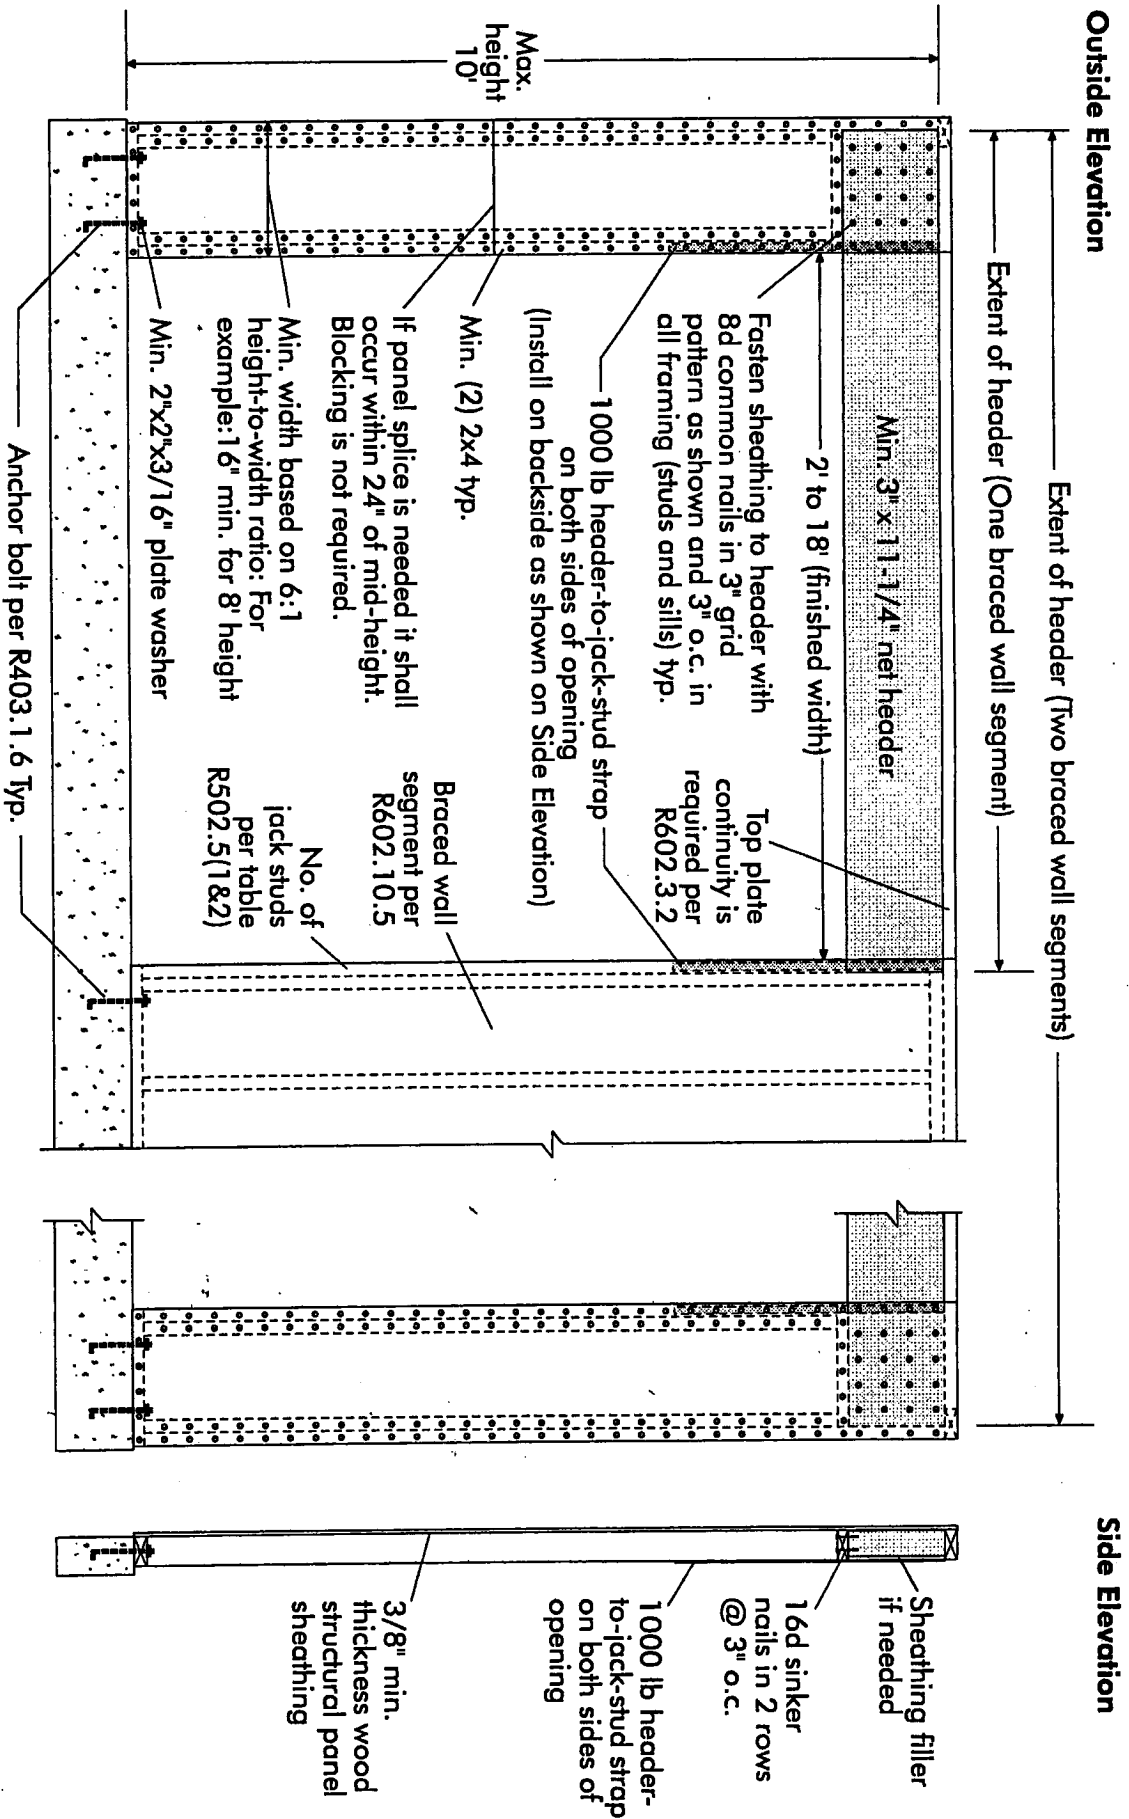 Outside Elevation
Side Elevation
Extent of header (Two braced wall segments)
Extent of header (One braced wall segment)
Min. 3" x 11-1/4" net header
2' to 18' (finished width)
Max.
height
10'
Fasten sheathing to header with
8d common nails in 3" grid
pattern as shown and 3" o.c. in
all framing (studs and sills) typ.
Top plate
continuity is
required per
R602.3.2
1000 lb header-to-jack-stud strap
on both sides of opening
(Install on backside as shown on Side Elevation)
Min. (2) 2x4 typ.
If panel splice is needed it shall
occur within 24" of mid-height.
Blocking is not required.
Braced wall
segment per
R602.10.5
Min. width based on 6:1
height-to-width ratio: For
example:16" min. for 8' height
No. of
jack studs
per table
R502.5(1&2)
Min. 2"x2"x3/16" plate washer
Anchor bolt per R403.1.6 Typ.
Sheathing filler
if needed
16d sinker
nails in 2 rows
@ 3" o.c.
1000 lb header-
to-jack-stud strap
on both sides of
opening
3/8" min.
thickness wood
structural panel
sheathing